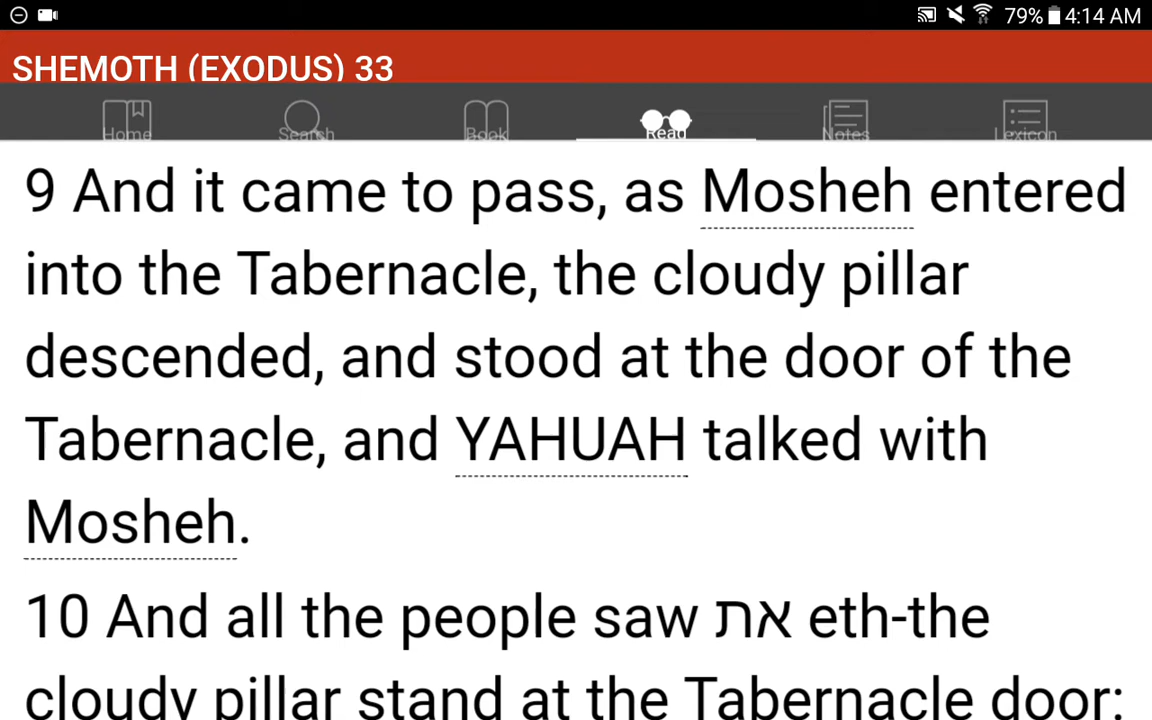 79% 4:14 AM
SHEMOTH (EXODUS) 33
Home Search Book Read Notes Lexicon
9 And it came to pass, as Mosheh entered
into the Tabernacle, the cloudy pillar
descended, and stood at the door of the
Tabernacle, and YAHUAH talked with
Mosheh.
10 And all the people saw את eth-the
cloudy pillar stand at the Tabernacle door: